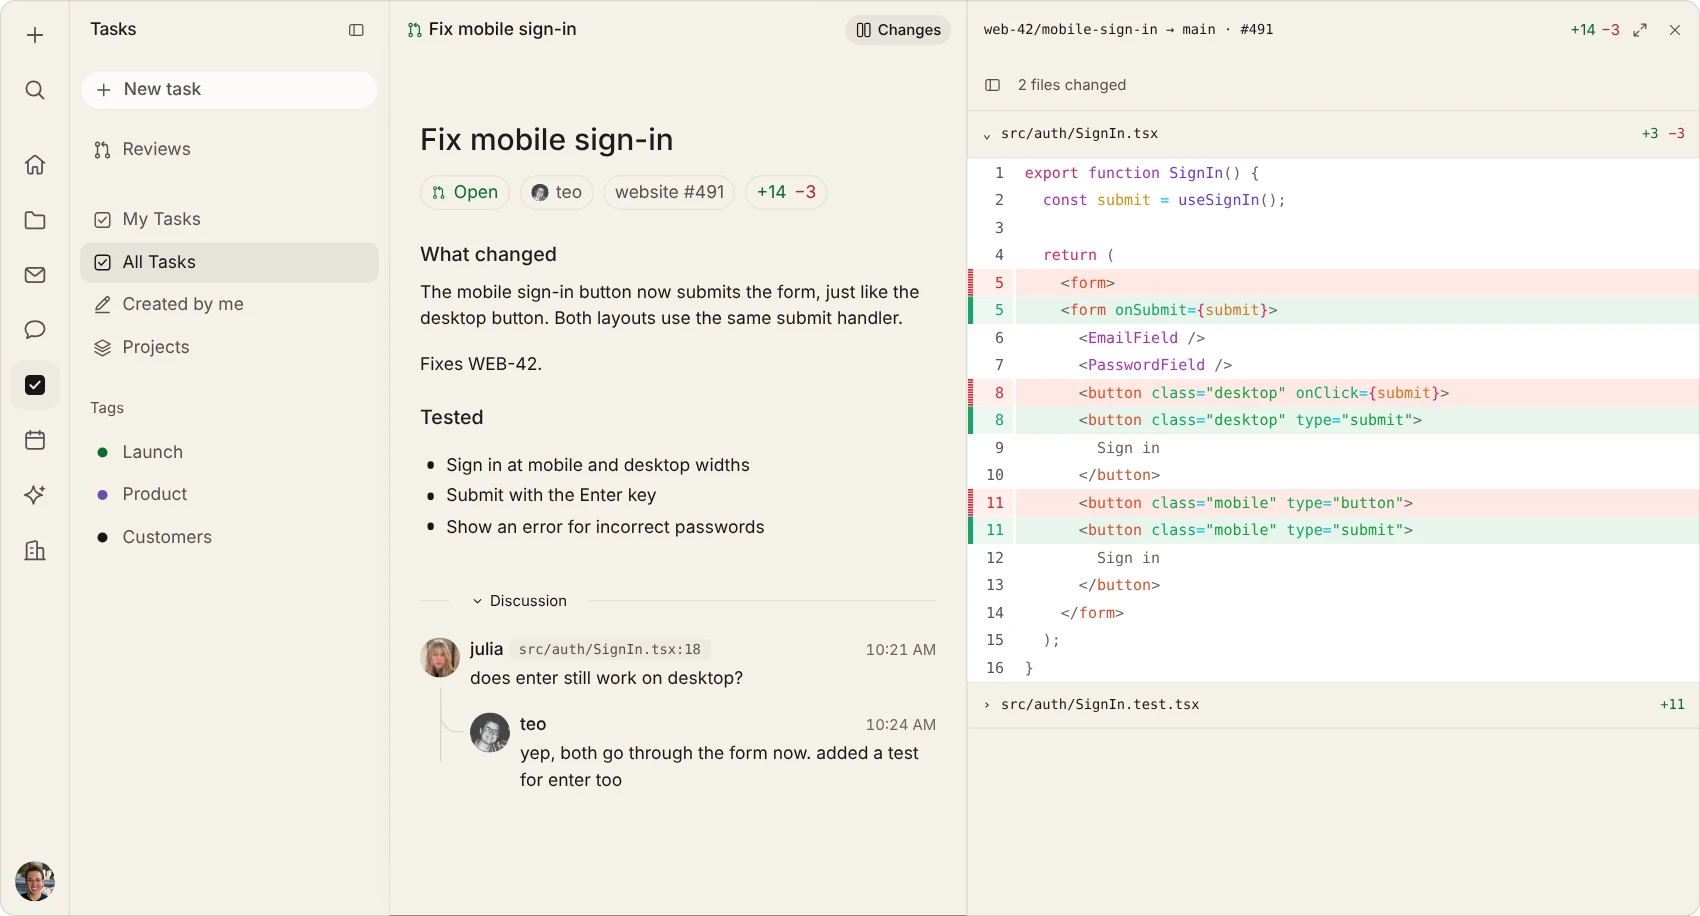 Tasks
New task
Reviews
My Tasks
All Tasks
Created by me
Projects
Tags
Launch
Product
Customers
Fix mobile sign-in
Changes
Fix mobile sign-in
Open
teo
website #491
+14 −3
What changed
The mobile sign-in button now submits the form, just like the
desktop button. Both layouts use the same submit handler.
Fixes WEB-42.
Tested
• Sign in at mobile and desktop widths
• Submit with the Enter key
• Show an error for incorrect passwords
Discussion
julia src/auth/SignIn.tsx:18 10:21 AM
does enter still work on desktop?
teo 10:24 AM
yep, both go through the form now. added a test
for enter too
web-42/mobile-sign-in → main · #491 +14 −3
2 files changed
src/auth/SignIn.tsx +3 −3
1 export function SignIn() {
2   const submit = useSignIn();
3
4   return (
5     <form>
5     <form onSubmit={submit}>
6       <EmailField />
7       <PasswordField />
8       <button class="desktop" onClick={submit}>
8       <button class="desktop" type="submit">
9         Sign in
10       </button>
11       <button class="mobile" type="button">
11       <button class="mobile" type="submit">
12         Sign in
13       </button>
14     </form>
15   );
16 }
src/auth/SignIn.test.tsx +11